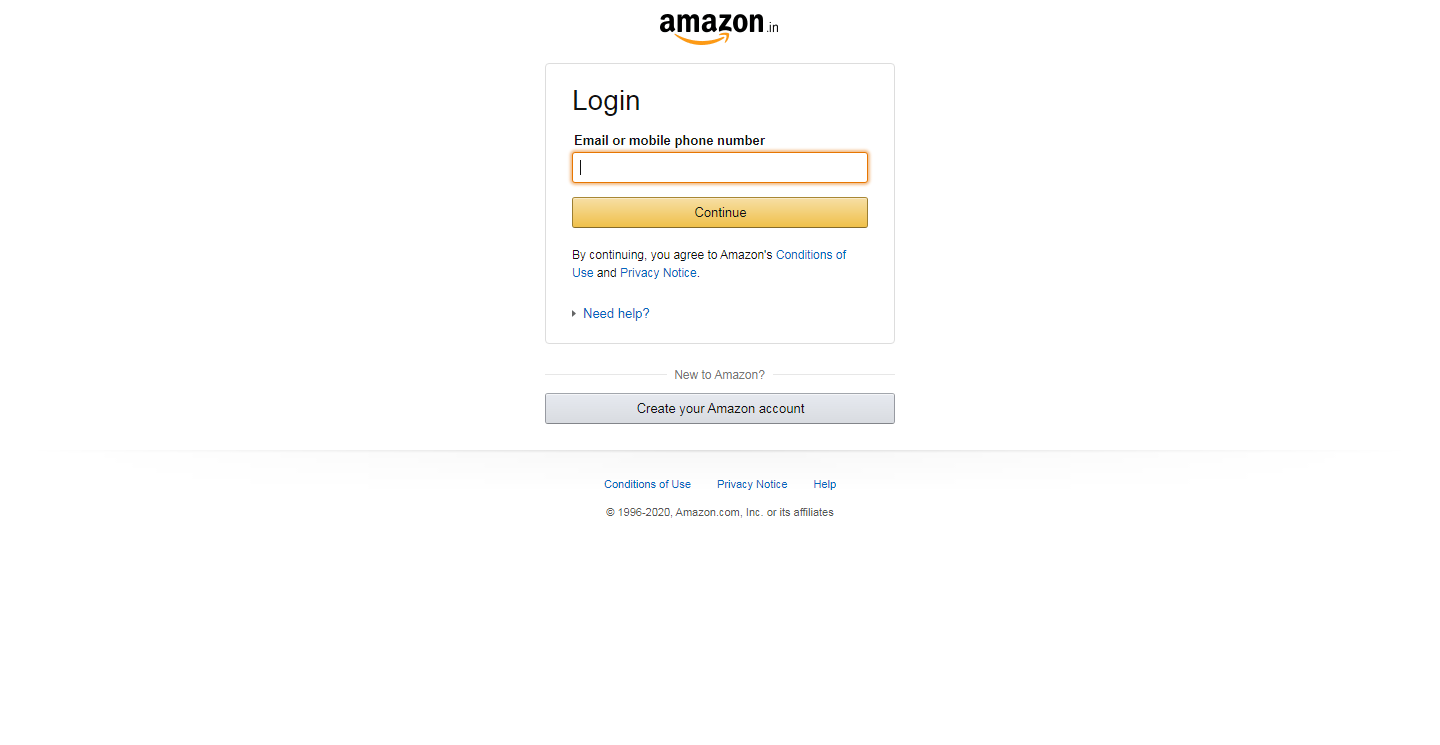 amazon.in
Login
Email or mobile phone number
Continue
By continuing, you agree to Amazon's Conditions of
Use and Privacy Notice.
Need help?
New to Amazon?
Create your Amazon account
Conditions of Use Privacy Notice Help
© 1996-2020, Amazon.com, Inc. or its affiliates